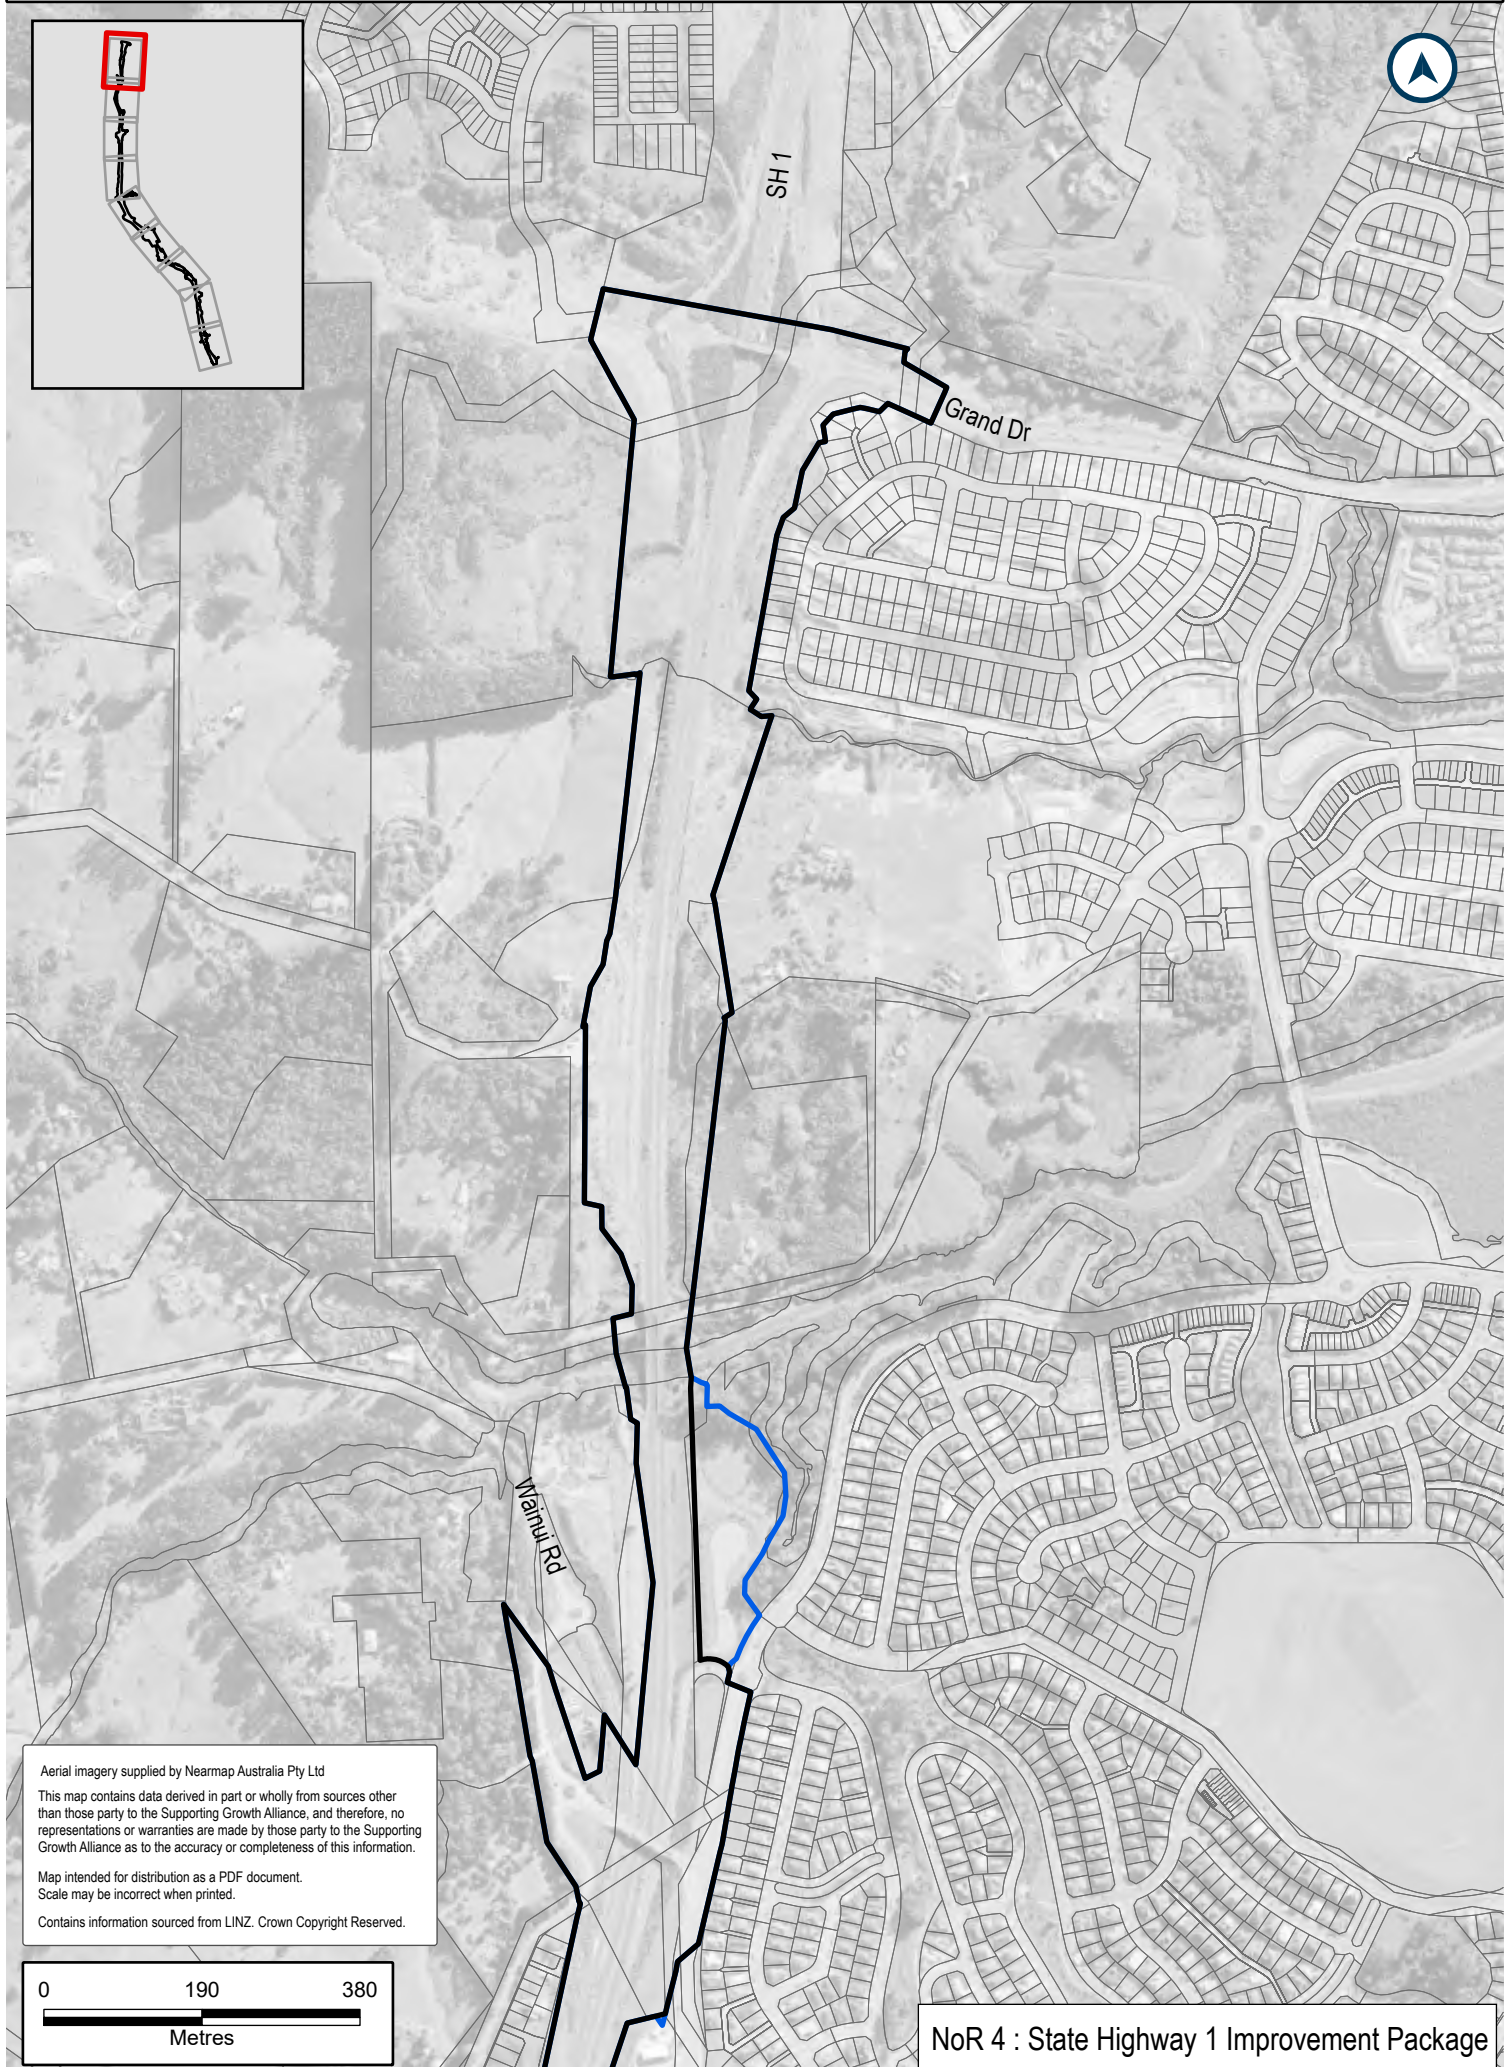 SH 1
Grand Dr
Wainui Rd
Aerial imagery supplied by Nearmap Australia Pty Ltd
This map contains data derived in part or wholly from sources other
than those party to the Supporting Growth Alliance, and therefore, no
representations or warranties are made by those party to the Supporting
Growth Alliance as to the accuracy or completeness of this information.
Map intended for distribution as a PDF document.
Scale may be incorrect when printed.
Contains information sourced from LINZ. Crown Copyright Reserved.
0 190 380
Metres
NoR 4 : State Highway 1 Improvement Package